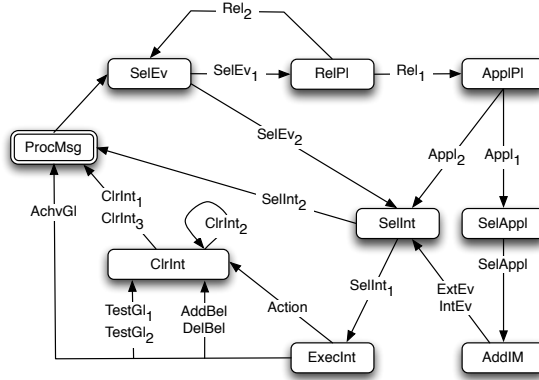 Rel₂
SelEv
SelEv₁
RelPl
Rel₁
ApplPl
ProcMsg
SelEv₂
Appl₂
Appl₁
AchvGl
ClrInt₁
ClrInt₃
ClrInt₂
SelInt₂
SelInt
SelAppl
ClrInt
SelInt₁
SelAppl
ExtEv
IntEv
TestGl₁
TestGl₂
AddBel
DelBel
Action
ExecInt
AddIM